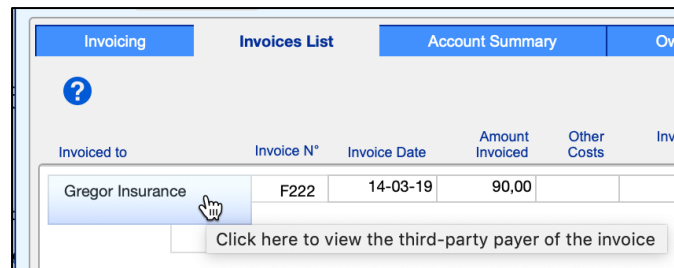 Invoicing Invoices List Account Summary
Invoiced to Invoice N° Invoice Date Amount Invoiced Other Costs
Gregor Insurance F222 14-03-19 90,00
Click here to view the third-party payer of the invoice